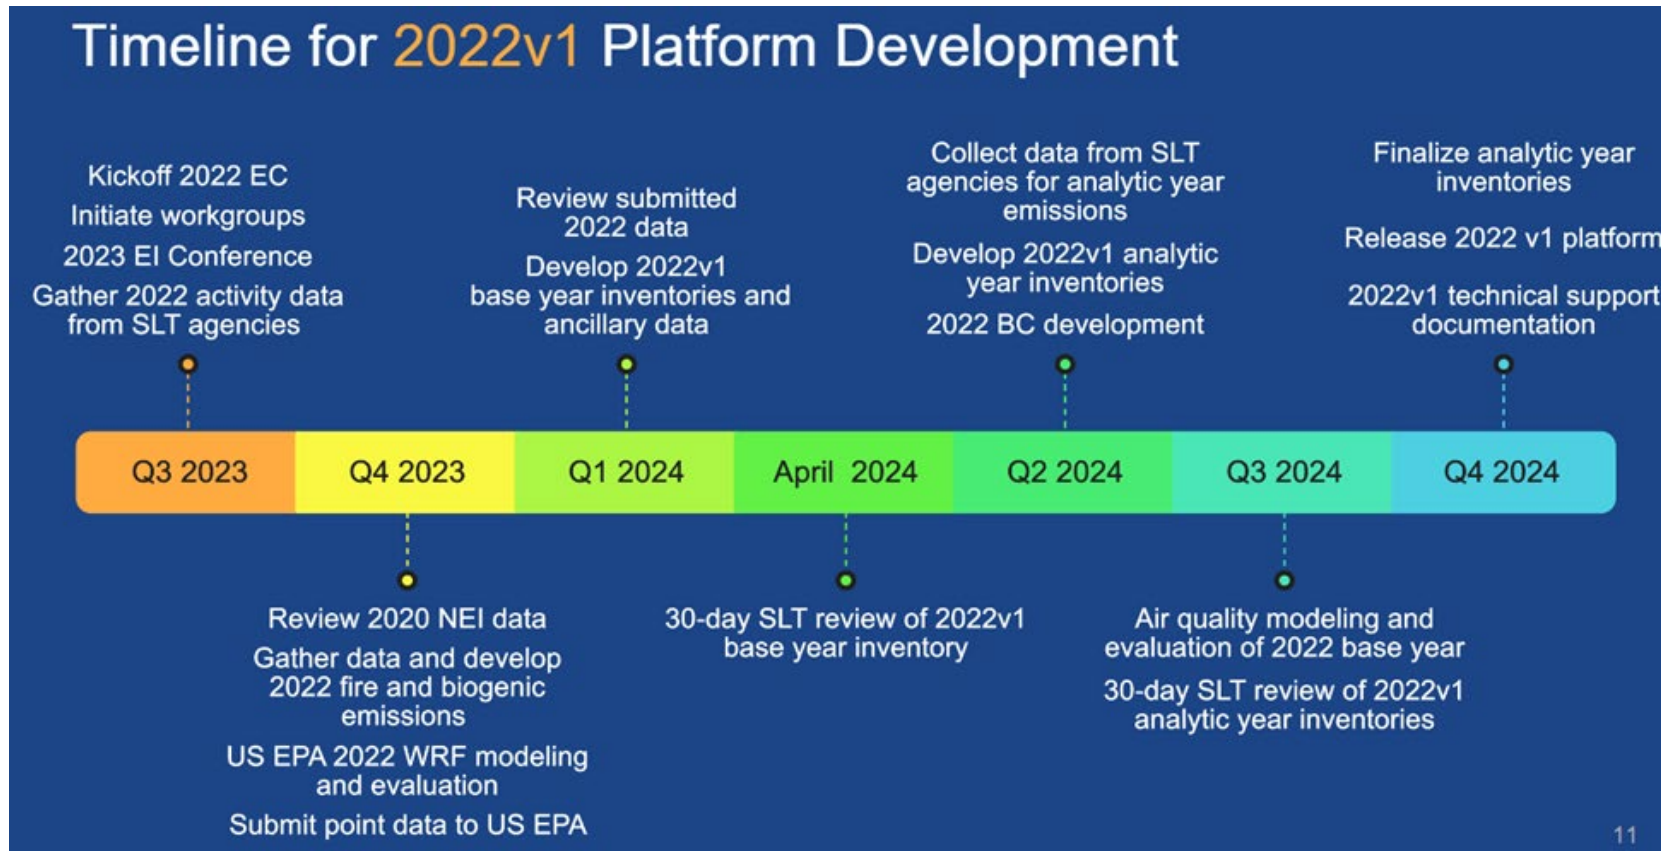 Timeline for 2022v1 Platform Development
Kickoff 2022 EC
Initiate workgroups
2023 EI Conference
Gather 2022 activity data
from SLT agencies
Review submitted
2022 data
Develop 2022v1
base year inventories and
ancillary data
Collect data from SLT
agencies for analytic year
emissions
Develop 2022v1 analytic
year inventories
2022 BC development
Finalize analytic year
inventories
Release 2022 v1 platform
2022v1 technical support
documentation
Q3 2023
Q4 2023
Q1 2024
April 2024
Q2 2024
Q3 2024
Q4 2024
Review 2020 NEI data
Gather data and develop
2022 fire and biogenic
emissions
US EPA 2022 WRF modeling
and evaluation
Submit point data to US EPA
30-day SLT review of 2022v1
base year inventory
Air quality modeling and
evaluation of 2022 base year
30-day SLT review of 2022v1
analytic year inventories
11